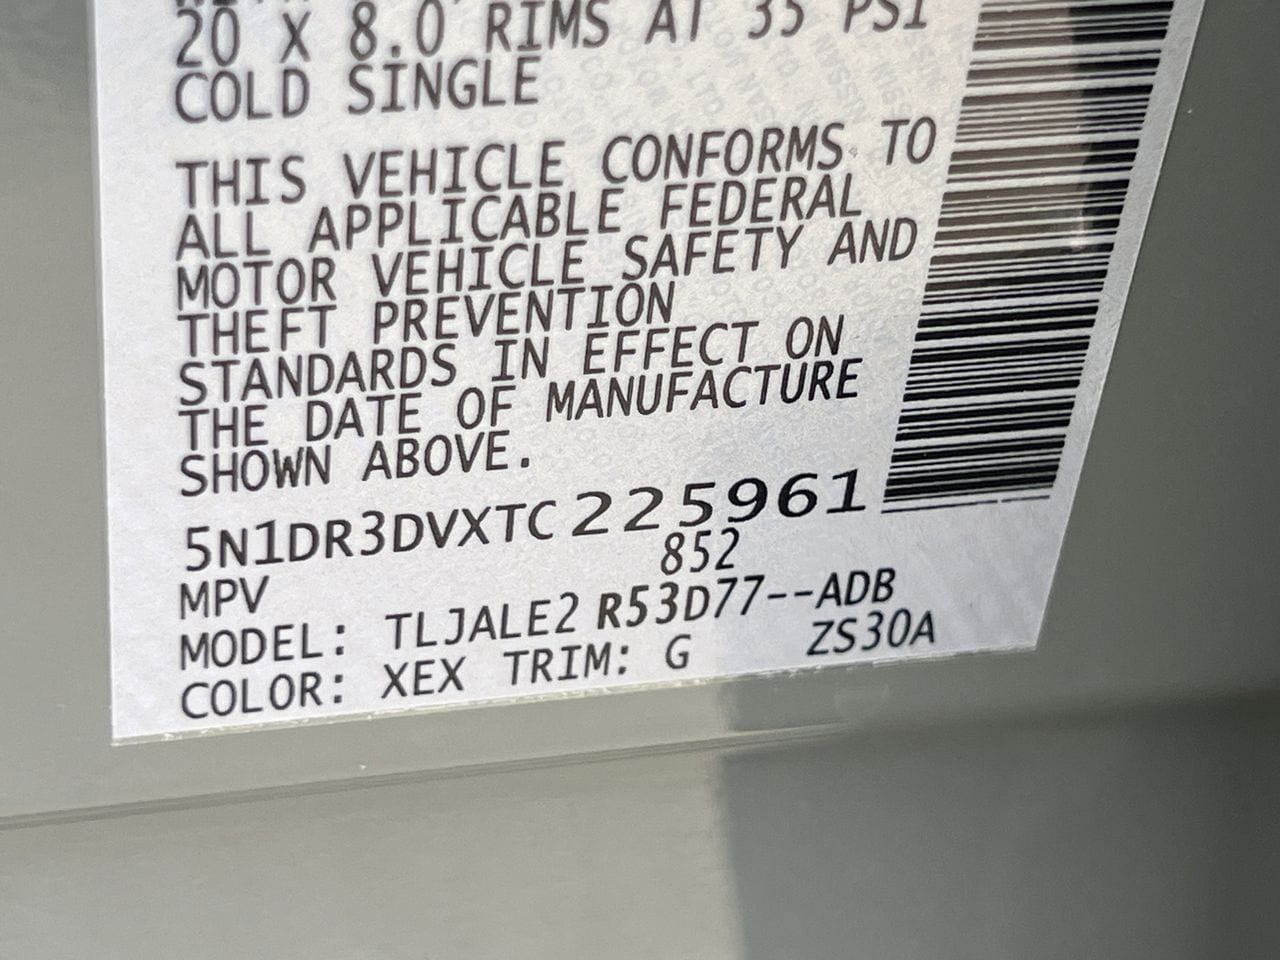 20 X 8.0 RIMS AT 35 PSI
COLD SINGLE
THIS VEHICLE CONFORMS TO
ALL APPLICABLE FEDERAL
MOTOR VEHICLE SAFETY AND
THEFT PREVENTION
STANDARDS IN EFFECT ON
THE DATE OF MANUFACTURE
SHOWN ABOVE.
5N1DR3DVXTC225961
MPV 852
MODEL: TLJALE2 R53D77--ADB
COLOR: XEX TRIM: G ZS30A